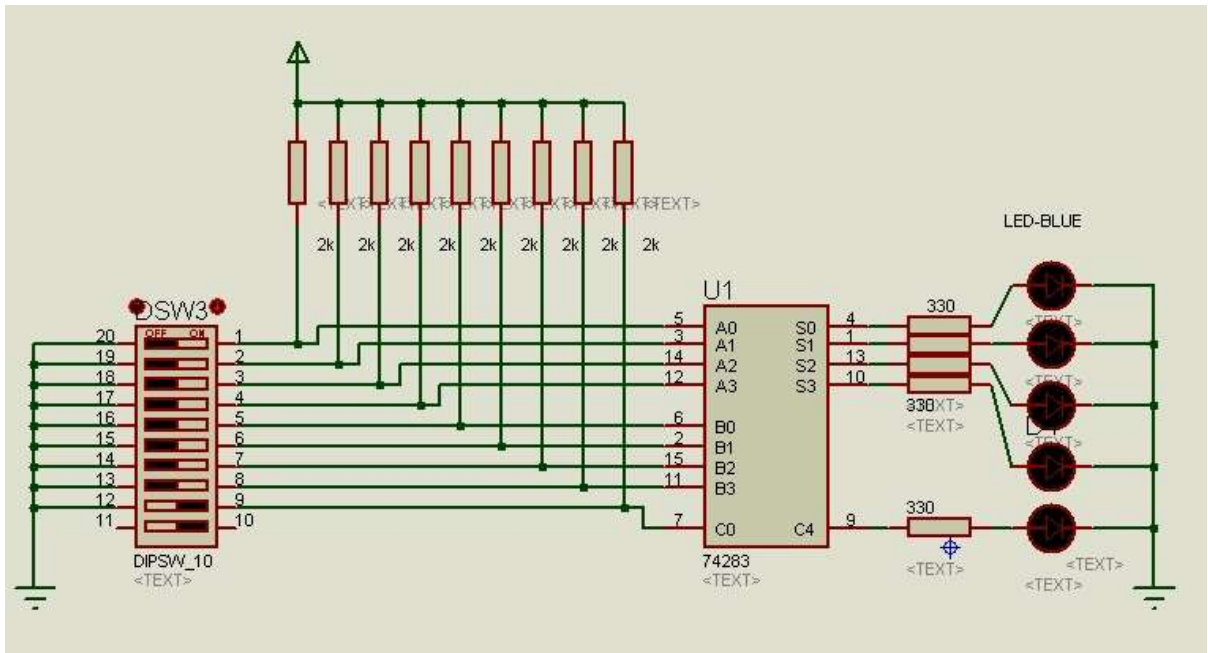 <TEXT>
2k 2k 2k 2k 2k 2k 2k 2k
LED-BLUE
DSW3
OFF ON
20 1
19 2
18 3
17 4
16 5
15 6
14 7
13 8
12 9
11 10
DIPSW_10
<TEXT>
U1
5 A0 S0 4
3 A1 S1 1
14 A2 S2 13
12 A3 S3 10
6 B0
2 B1
15 B2
11 B3
7 C0 C4 9
74283
<TEXT>
330
330
<TEXT>
<TEXT>
330
<TEXT>
<TEXT>
<TEXT>